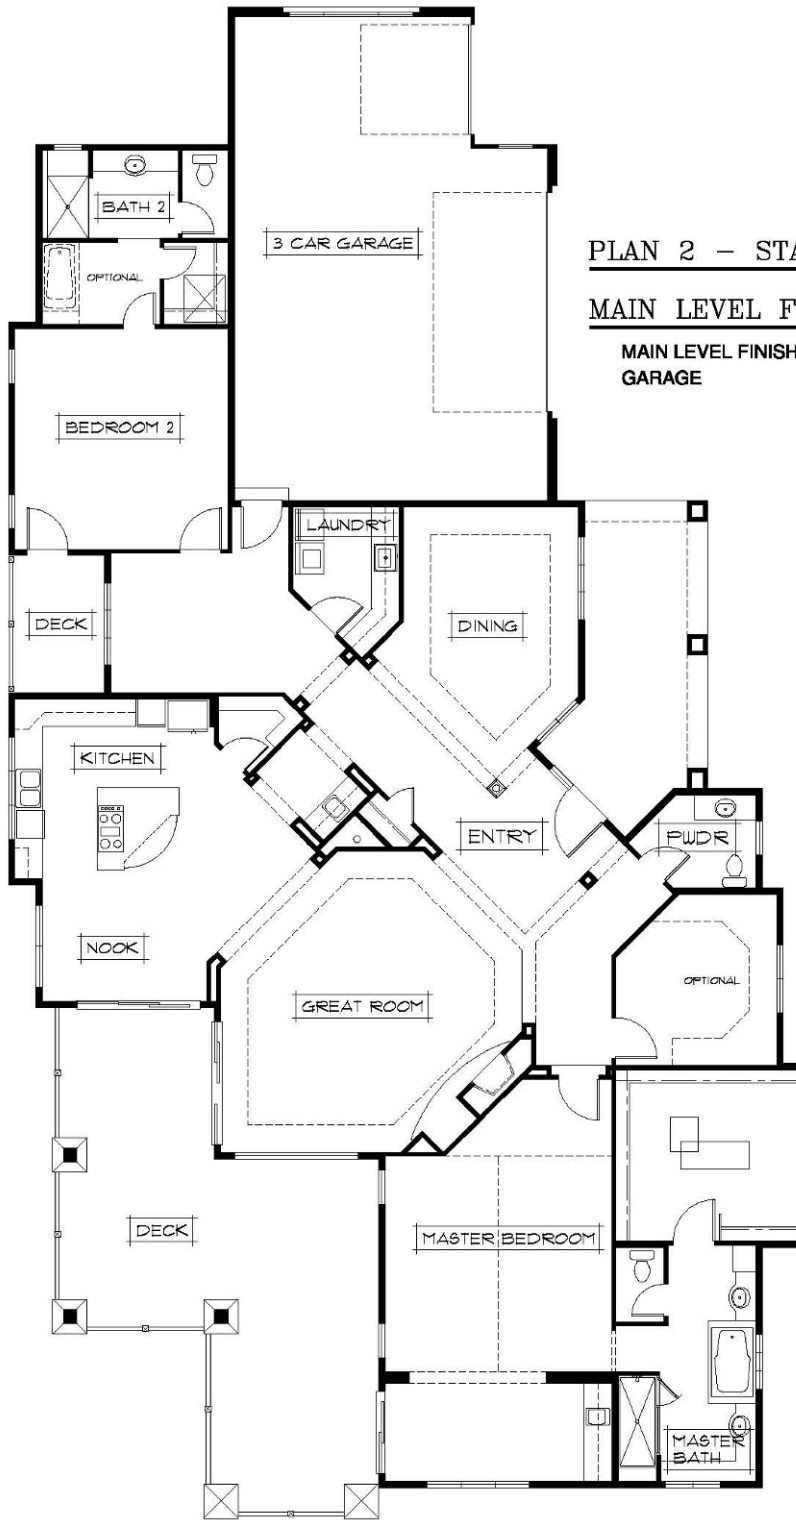 BATH 2
3 CAR GARAGE
OPTIONAL
PLAN 2 – STA
MAIN LEVEL F
MAIN LEVEL FINISH
GARAGE
BEDROOM 2
LAUNDRY
DECK
DINING
KITCHEN
ENTRY
PWDR
NOOK
OPTIONAL
GREAT ROOM
DECK
MASTER BEDROOM
MASTER
BATH